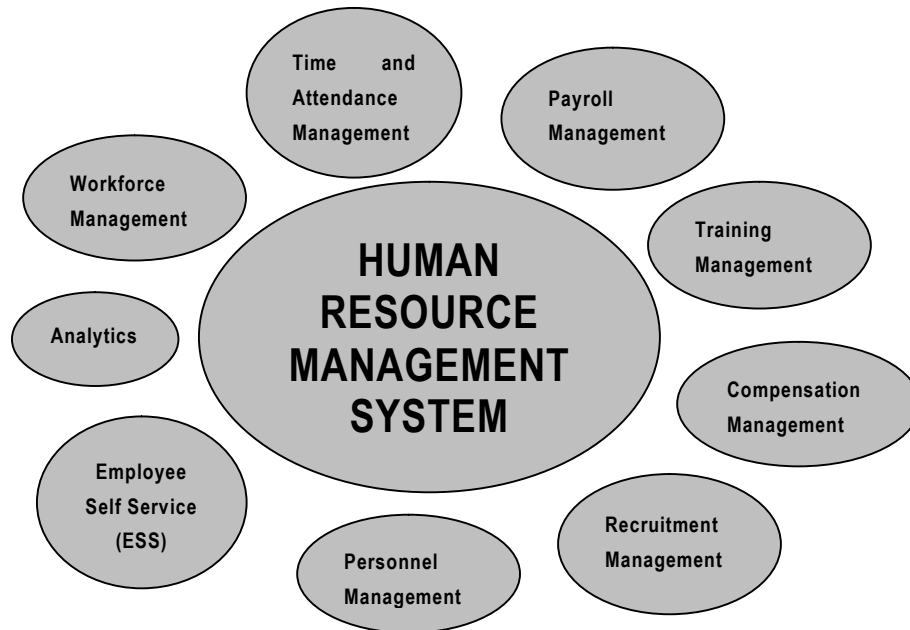 Time and
Attendance
Management
Payroll
Management
Workforce
Management
Training
Management
HUMAN
RESOURCE
MANAGEMENT
SYSTEM
Analytics
Compensation
Management
Employee
Self Service
(ESS)
Recruitment
Management
Personnel
Management